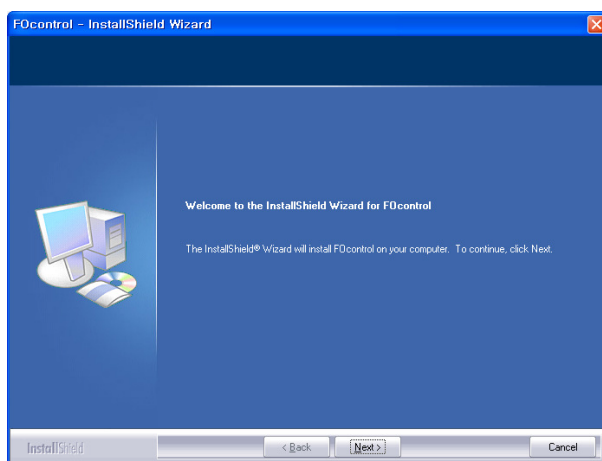 FOcontrol - InstallShield Wizard
Welcome to the InstallShield Wizard for FOcontrol
The InstallShield® Wizard will install FOcontrol on your computer. To continue, click Next.
InstallShield
< Back
Next >
Cancel